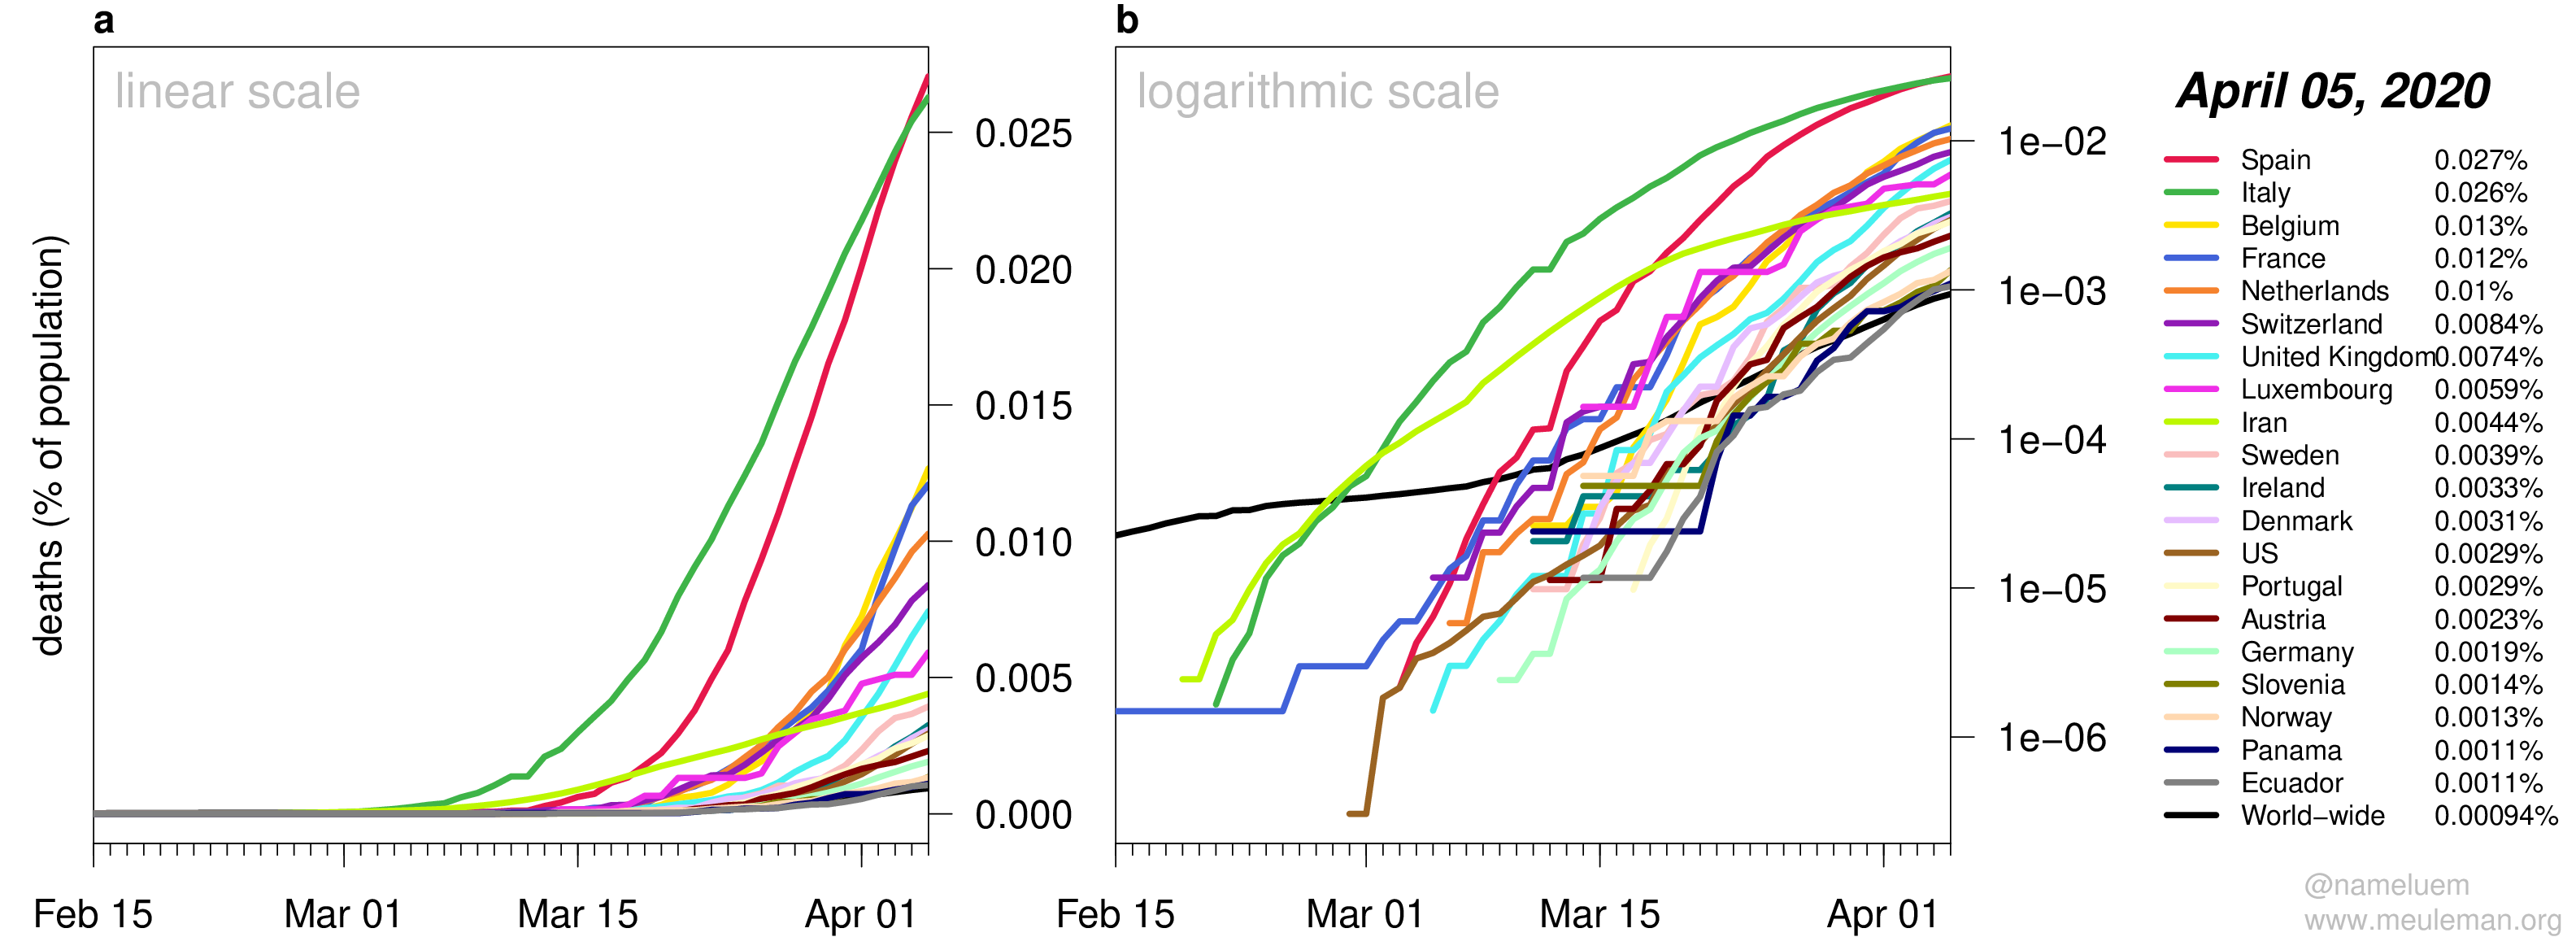 a
linear scale
deaths (% of population)
0.025
0.020
0.015
0.010
0.005
0.000
Feb 15 Mar 01 Mar 15 Apr 01
b
logarithmic scale
1e−02
1e−03
1e−04
1e−05
1e−06
Feb 15 Mar 01 Mar 15 Apr 01
April 05, 2020
Spain 0.027%
Italy 0.026%
Belgium 0.013%
France 0.012%
Netherlands 0.01%
Switzerland 0.0084%
United Kingdom 0.0074%
Luxembourg 0.0059%
Iran 0.0044%
Sweden 0.0039%
Ireland 0.0033%
Denmark 0.0031%
US 0.0029%
Portugal 0.0029%
Austria 0.0023%
Germany 0.0019%
Slovenia 0.0014%
Norway 0.0013%
Panama 0.0011%
Ecuador 0.0011%
World−wide 0.00094%
@nameluem
www.meuleman.org